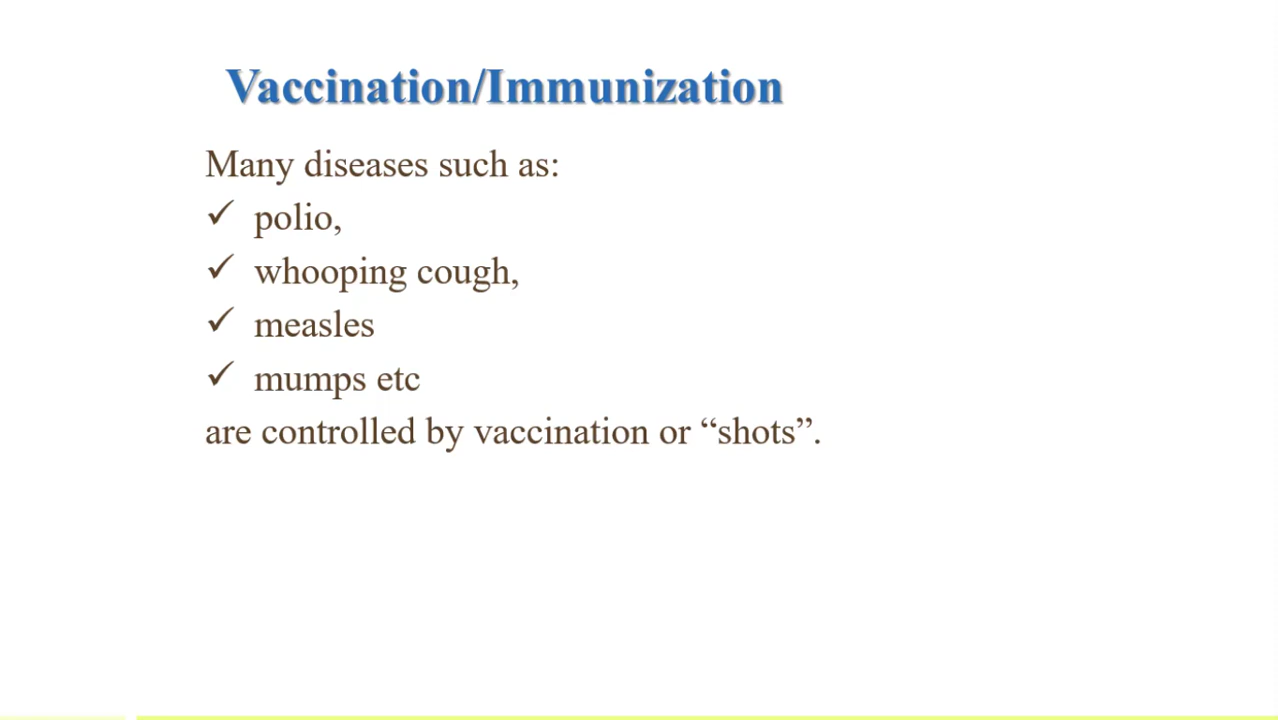 Vaccination/Immunization
Many diseases such as:
✓ polio,
✓ whooping cough,
✓ measles
✓ mumps etc
are controlled by vaccination or “shots”.